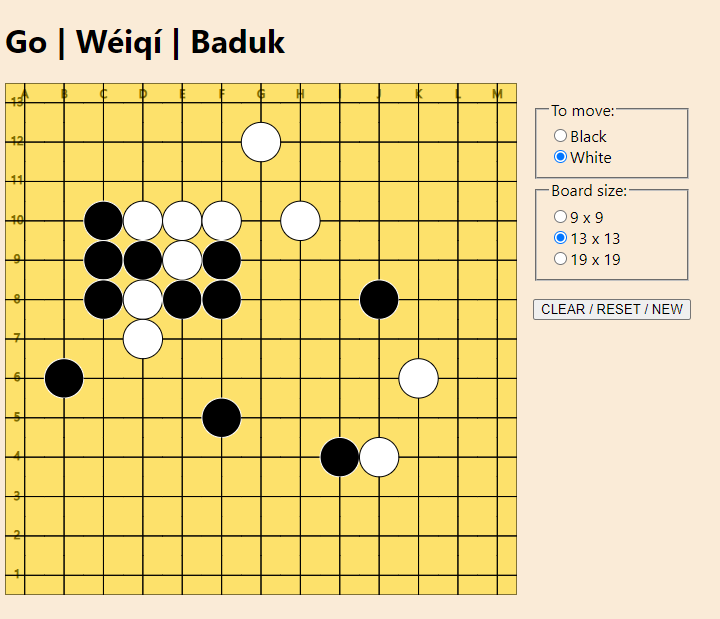 Go | Wéiqí | Baduk
A B C D E F G H I J K L M
13
12
11
10
9
8
7
6
5
4
3
2
1
To move:
Black
White
Board size:
9 x 9
13 x 13
19 x 19
CLEAR / RESET / NEW